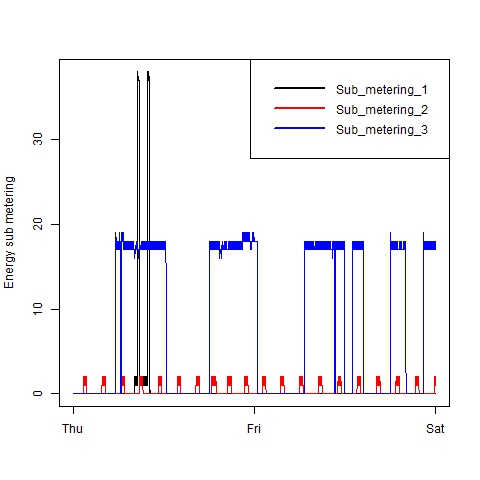 Sub_metering_1
Sub_metering_2
Sub_metering_3
Energy sub metering
30
20
10
0
Thu Fri Sat